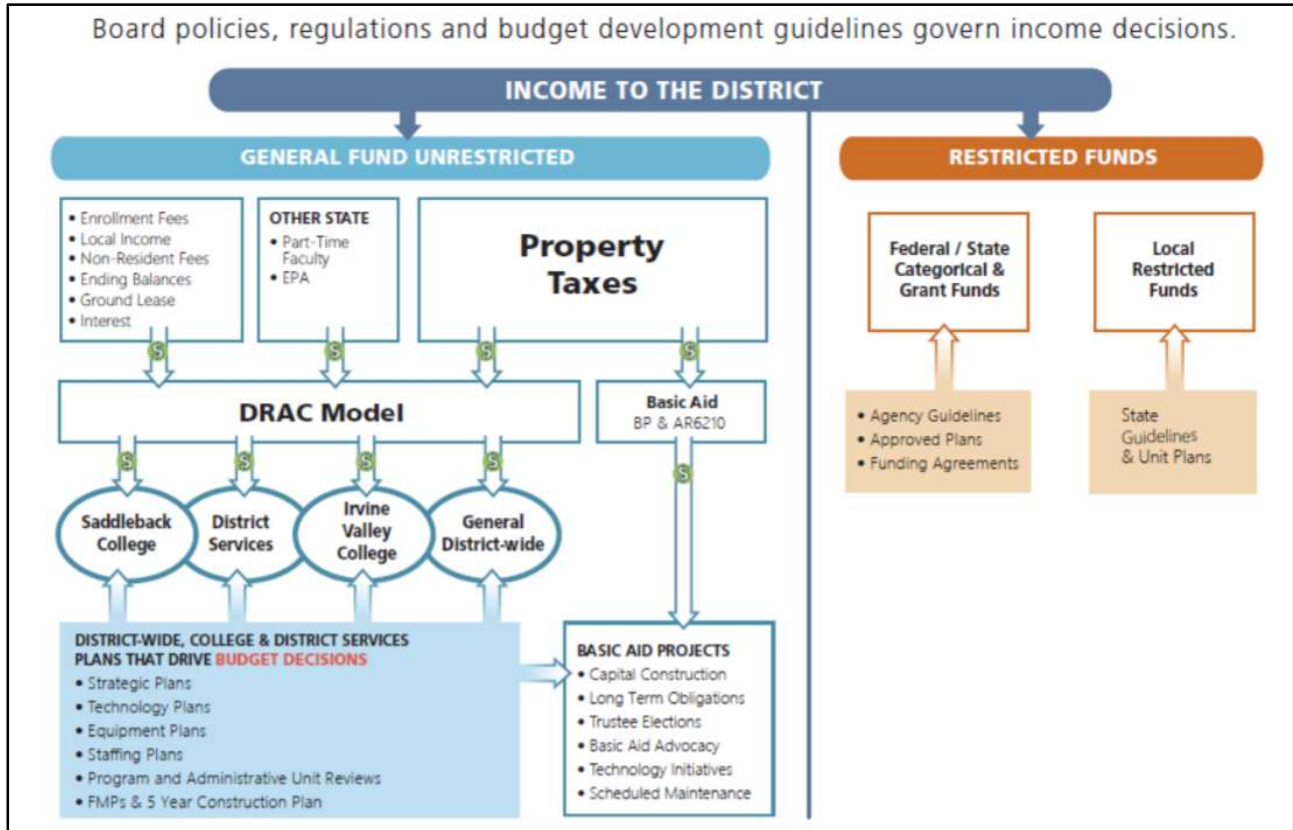 Board policies, regulations and budget development guidelines govern income decisions.
INCOME TO THE DISTRICT
GENERAL FUND UNRESTRICTED
• Enrollment Fees
• Local Income
• Non-Resident Fees
• Ending Balances
• Ground Lease
• Interest
OTHER STATE
• Part-Time
Faculty
• EPA
Property
Taxes
S
S
S
S
DRAC Model
Basic Aid
BP & AR6210
S
S
S
S
S
Saddleback
College
District
Services
Irvine
Valley
College
General
District-wide
DISTRICT-WIDE, COLLEGE & DISTRICT SERVICES
PLANS THAT DRIVE BUDGET DECISIONS
• Strategic Plans
• Technology Plans
• Equipment Plans
• Staffing Plans
• Program and Administrative Unit Reviews
• FMPs & 5 Year Construction Plan
BASIC AID PROJECTS
• Capital Construction
• Long Term Obligations
• Trustee Elections
• Basic Aid Advocacy
• Technology Initiatives
• Scheduled Maintenance
RESTRICTED FUNDS
Federal / State
Categorical &
Grant Funds
Local
Restricted
Funds
• Agency Guidelines
• Approved Plans
• Funding Agreements
State
Guidelines
& Unit Plans